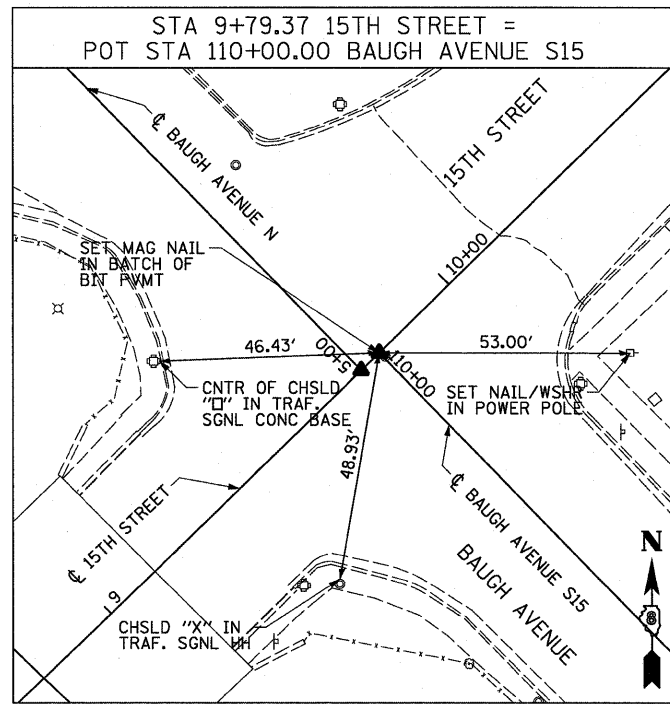 STA 9+79.37 15TH STREET =
POT STA 110+00.00 BAUGH AVENUE S15
℄ BAUGH AVENUE N
15TH STREET
SET MAG NAIL
IN BATCH OF
BIT PVMT
10+00
46.43'
5+00
110+00
53.00'
CNTR OF CHSLD
"□" IN TRAF.
SGNL CONC BASE
SET NAIL/WSHR
IN POWER POLE
48.93'
℄ 15TH STREET
℄ BAUGH AVENUE S15
BAUGH AVENUE
N
8
9
CHSLD "X" IN
TRAF. SGNL HH